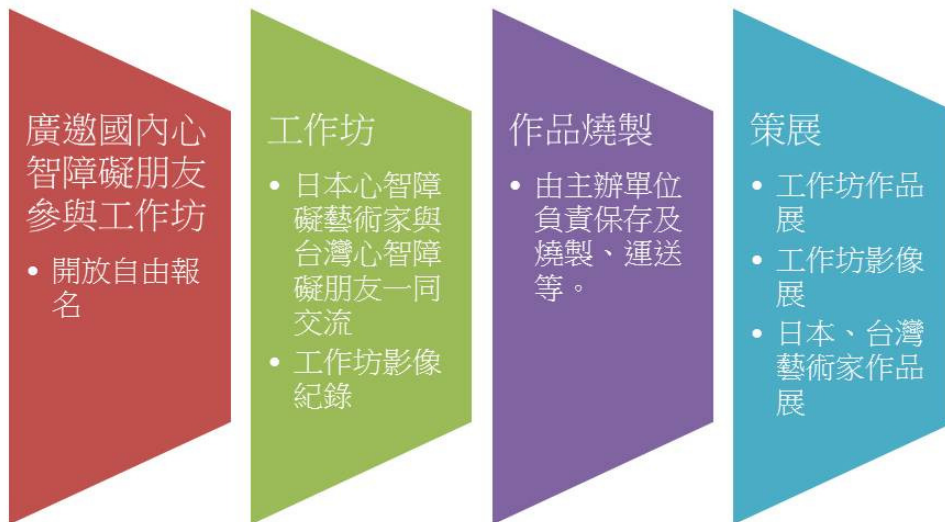 廣邀國內心
智障礙朋友
參與工作坊
• 開放自由報
名
工作坊
• 日本心智障
礙藝術家與
台灣心智障
礙朋友一同
交流
• 工作坊影像
紀錄
作品燒製
• 由主辦單位
負責保存及
燒製、運送
等。
策展
• 工作坊作品
展
• 工作坊影像
展
• 日本、台灣
藝術家作品
展